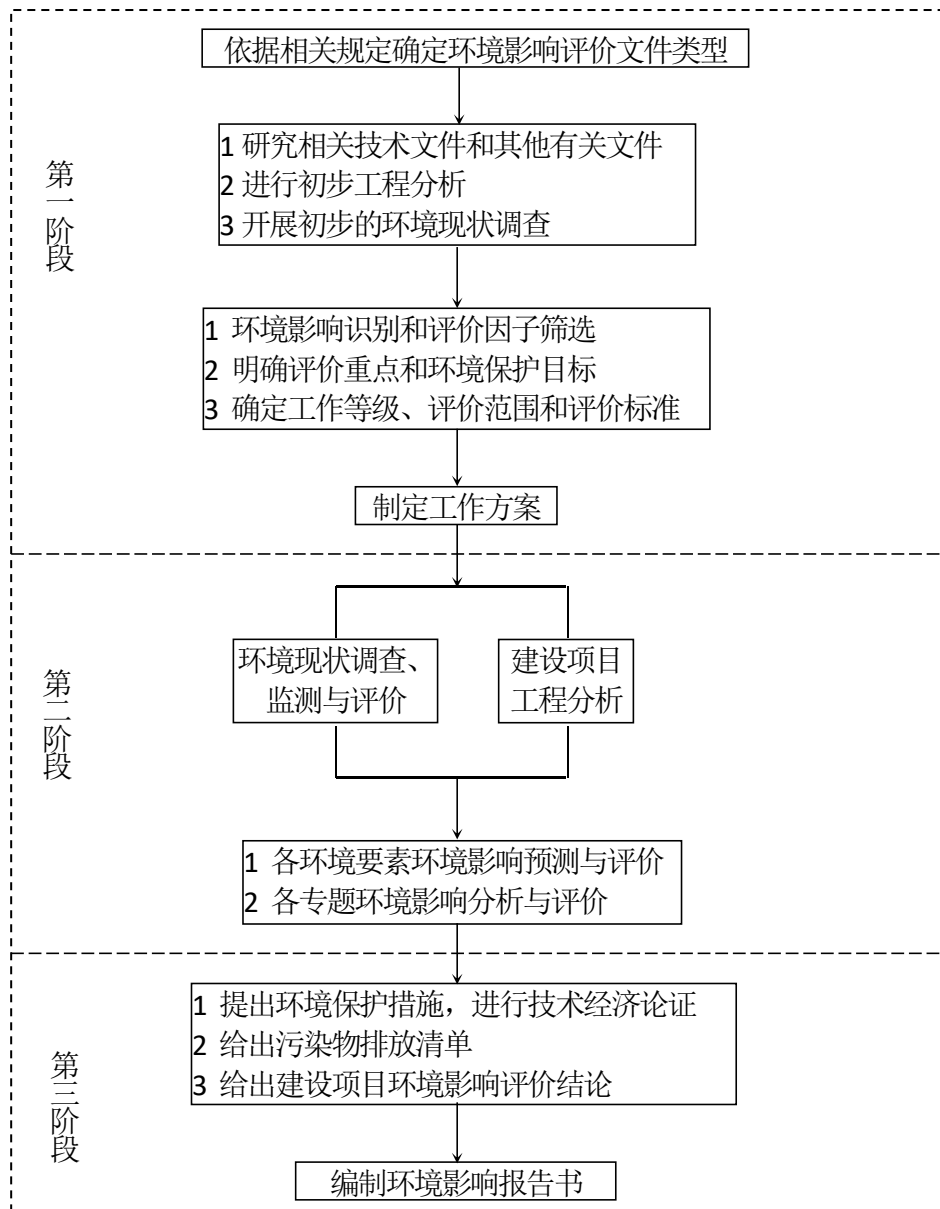 依据相关规定确定环境影响评价文件类型
第一阶段
1 研究相关技术文件和其他有关文件
2 进行初步工程分析
3 开展初步的环境现状调查
1 环境影响识别和评价因子筛选
2 明确评价重点和环境保护目标
3 确定工作等级、评价范围和评价标准
制定工作方案
第二阶段
环境现状调查、
监测与评价
建设项目
工程分析
1 各环境要素环境影响预测与评价
2 各专题环境影响分析与评价
第三阶段
1 提出环境保护措施，进行技术经济论证
2 给出污染物排放清单
3 给出建设项目环境影响评价结论
编制环境影响报告书